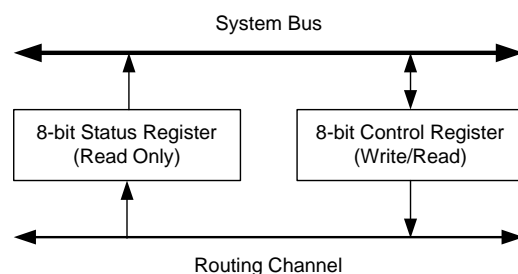 System Bus
8-bit Status Register
(Read Only)
8-bit Control Register
(Write/Read)
Routing Channel